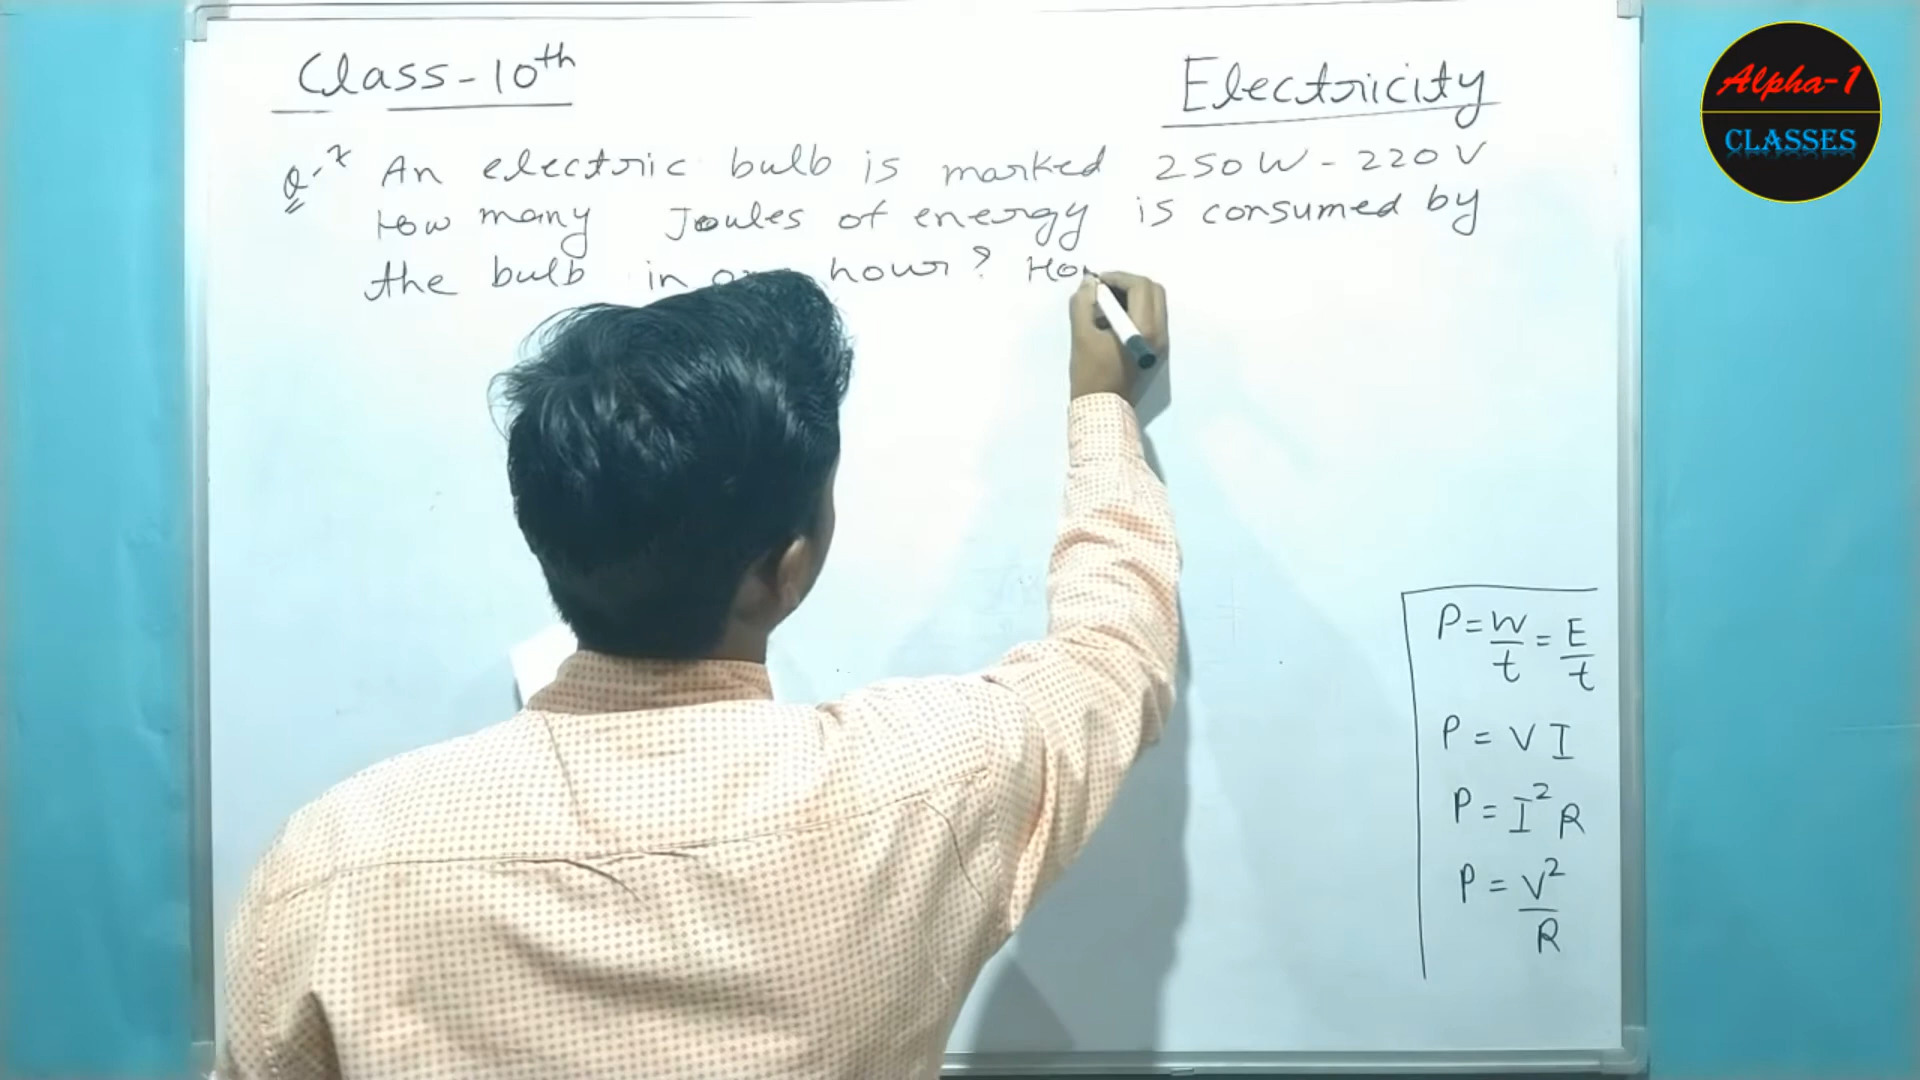 Class-10th
Electricity
Alpha-1
CLASSES
Q-7 An electric bulb is marked 250W-220V
How many Joules of energy is consumed by
the bulb in hour?
P=W/t=E/t
P=VI
P=I²R
P=V²/R